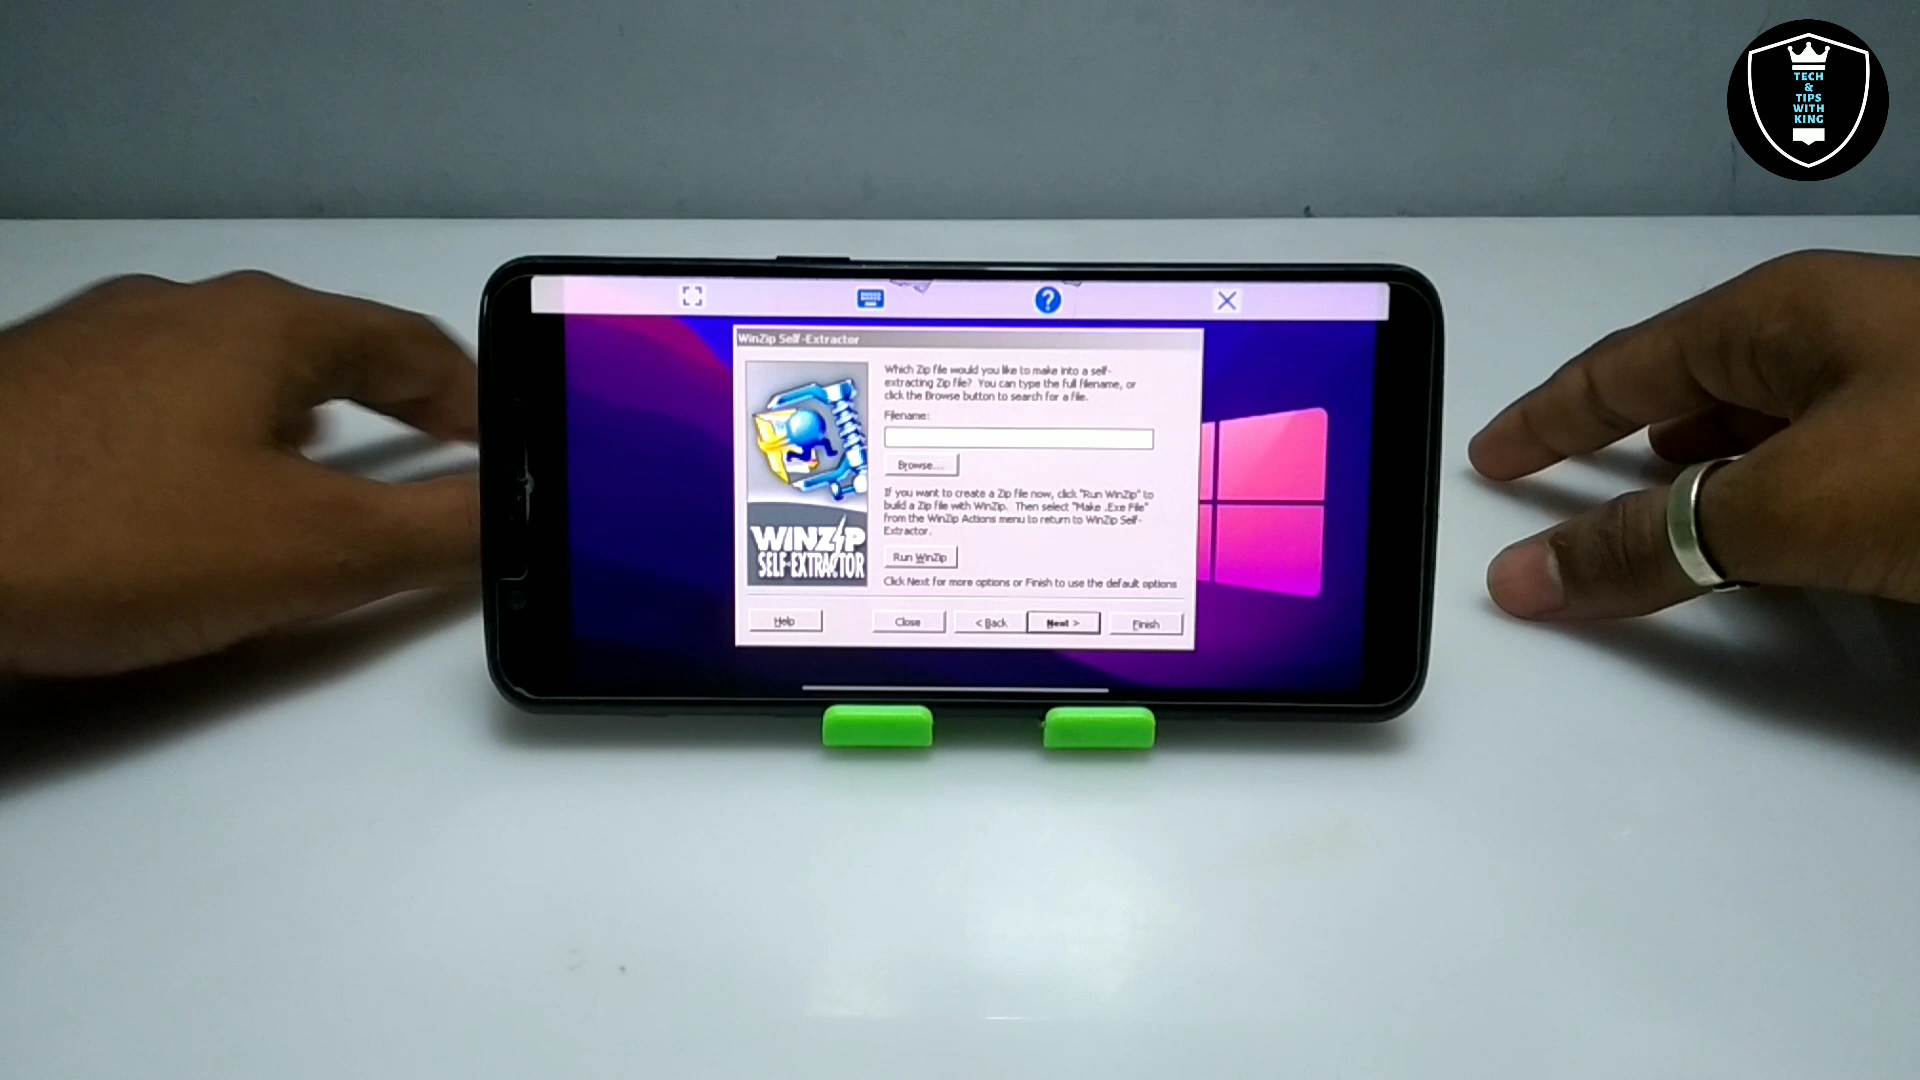 TECH
&
TIPS
WITH
KING
WinZip Self-Extractor
Which Zip file would you like to make into a self-
extracting Zip file? You can type the full filename, or
click the Browse button to search for a file.
Filename:
Browse...
If you want to create a Zip file now, click "Run WinZip" to
build a Zip file with WinZip. Then select "Make .Exe File"
from the WinZip Actions menu to return to WinZip Self-
Extractor.
Run WinZip
Click Next for more options or Finish to use the default options
WINZIP
SELF-EXTRACTOR
Help
Close
< Back
Next >
Finish